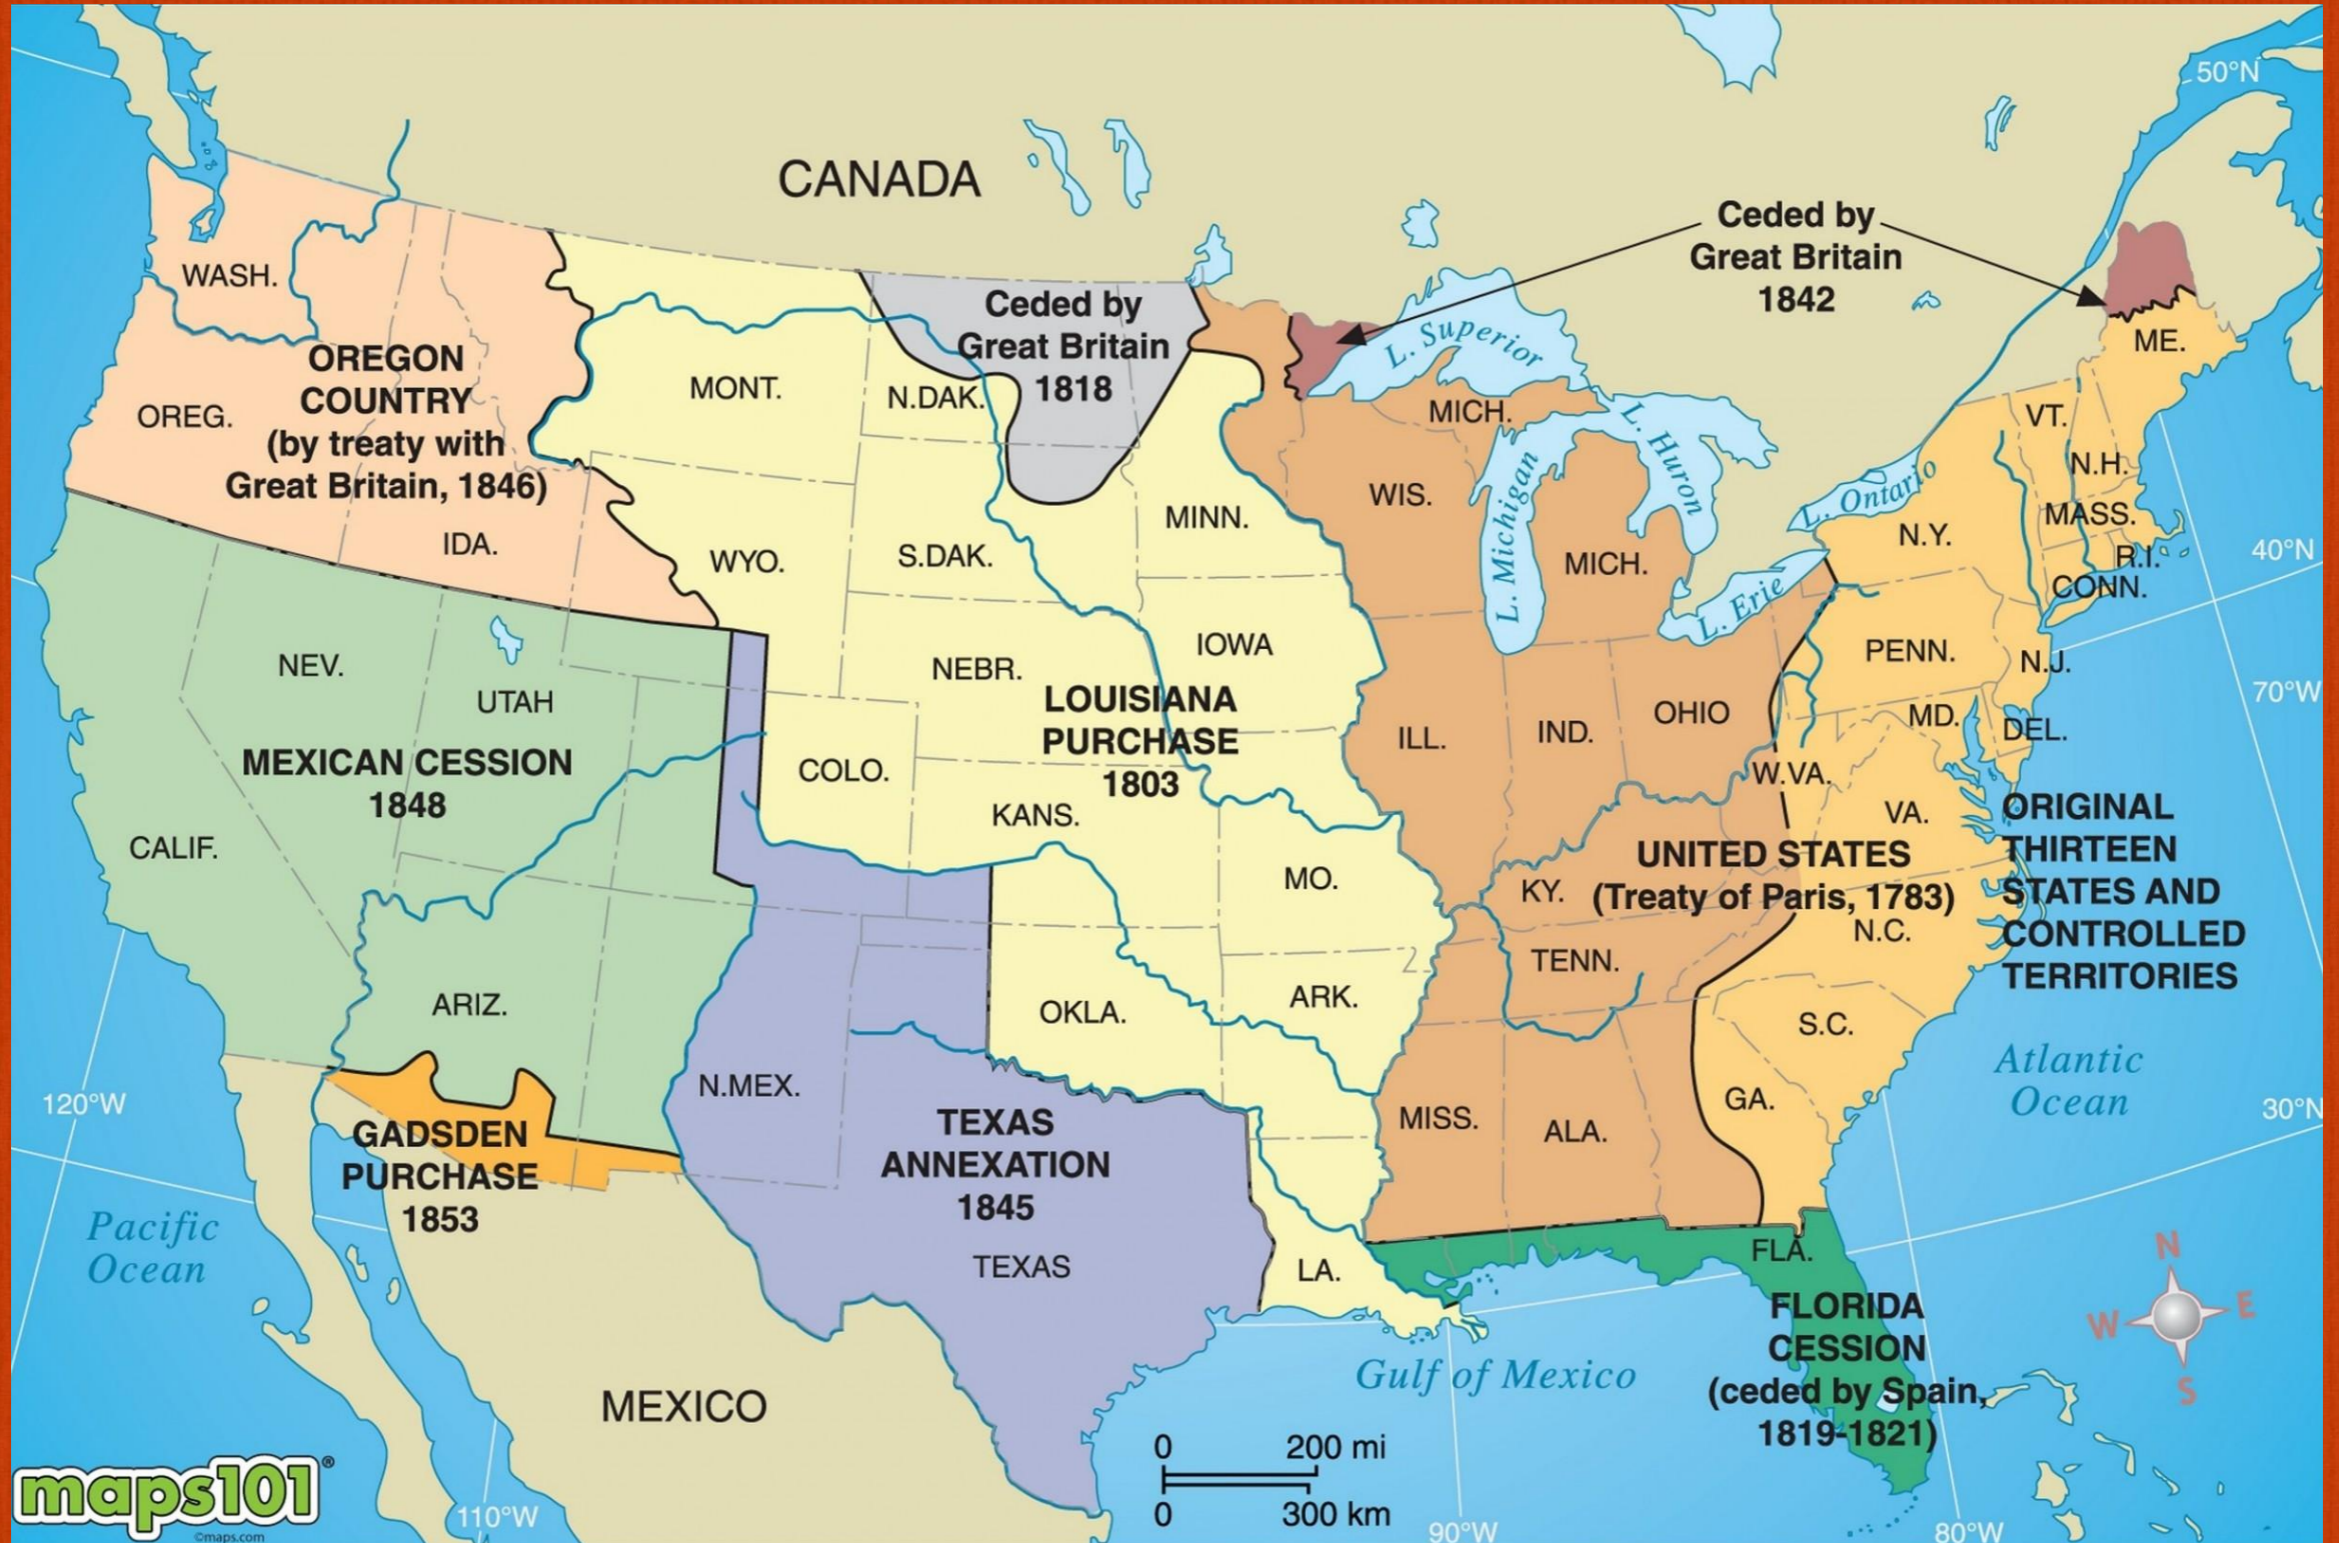 50°N
CANADA
Ceded by
Great Britain
1842
WASH.
Ceded by
Great Britain
1818
L. Superior
ME.
OREGON
COUNTRY
(by treaty with
Great Britain, 1846)
OREG.
MONT.
N.DAK.
MICH.
VT.
L. Huron
N.H.
L. Michigan
WIS.
L. Ontario
MASS.
MINN.
N.Y.
IDA.
WYO.
S.DAK.
MICH.
R.I.
40°N
CONN.
L. Erie
NEV.
IOWA
PENN.
N.J.
UTAH
NEBR.
LOUISIANA
PURCHASE
1803
70°W
OHIO
MD.
DEL.
ILL.
IND.
MEXICAN CESSION
1848
COLO.
W.VA.
KANS.
VA.
ORIGINAL
THIRTEEN
STATES AND
CONTROLLED
TERRITORIES
CALIF.
UNITED STATES
(Treaty of Paris, 1783)
MO.
KY.
N.C.
TENN.
ARIZ.
OKLA.
ARK.
S.C.
Atlantic
Ocean
120°W
N.MEX.
TEXAS
ANNEXATION
1845
MISS.
ALA.
GA.
30°N
GADSDEN
PURCHASE
1853
Pacific
Ocean
TEXAS
LA.
FLA.
FLORIDA
CESSION
(ceded by Spain,
1819-1821)
N
W
E
S
Gulf of Mexico
MEXICO
0 200 mi
0 300 km
maps101®
©maps.com
110°W
90°W
80°W